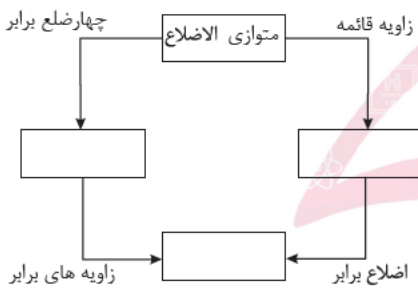 زاویه قائمه
متوازی الاضلاع
چهارضلع برابر
اضلاع برابر
زاویه های برابر